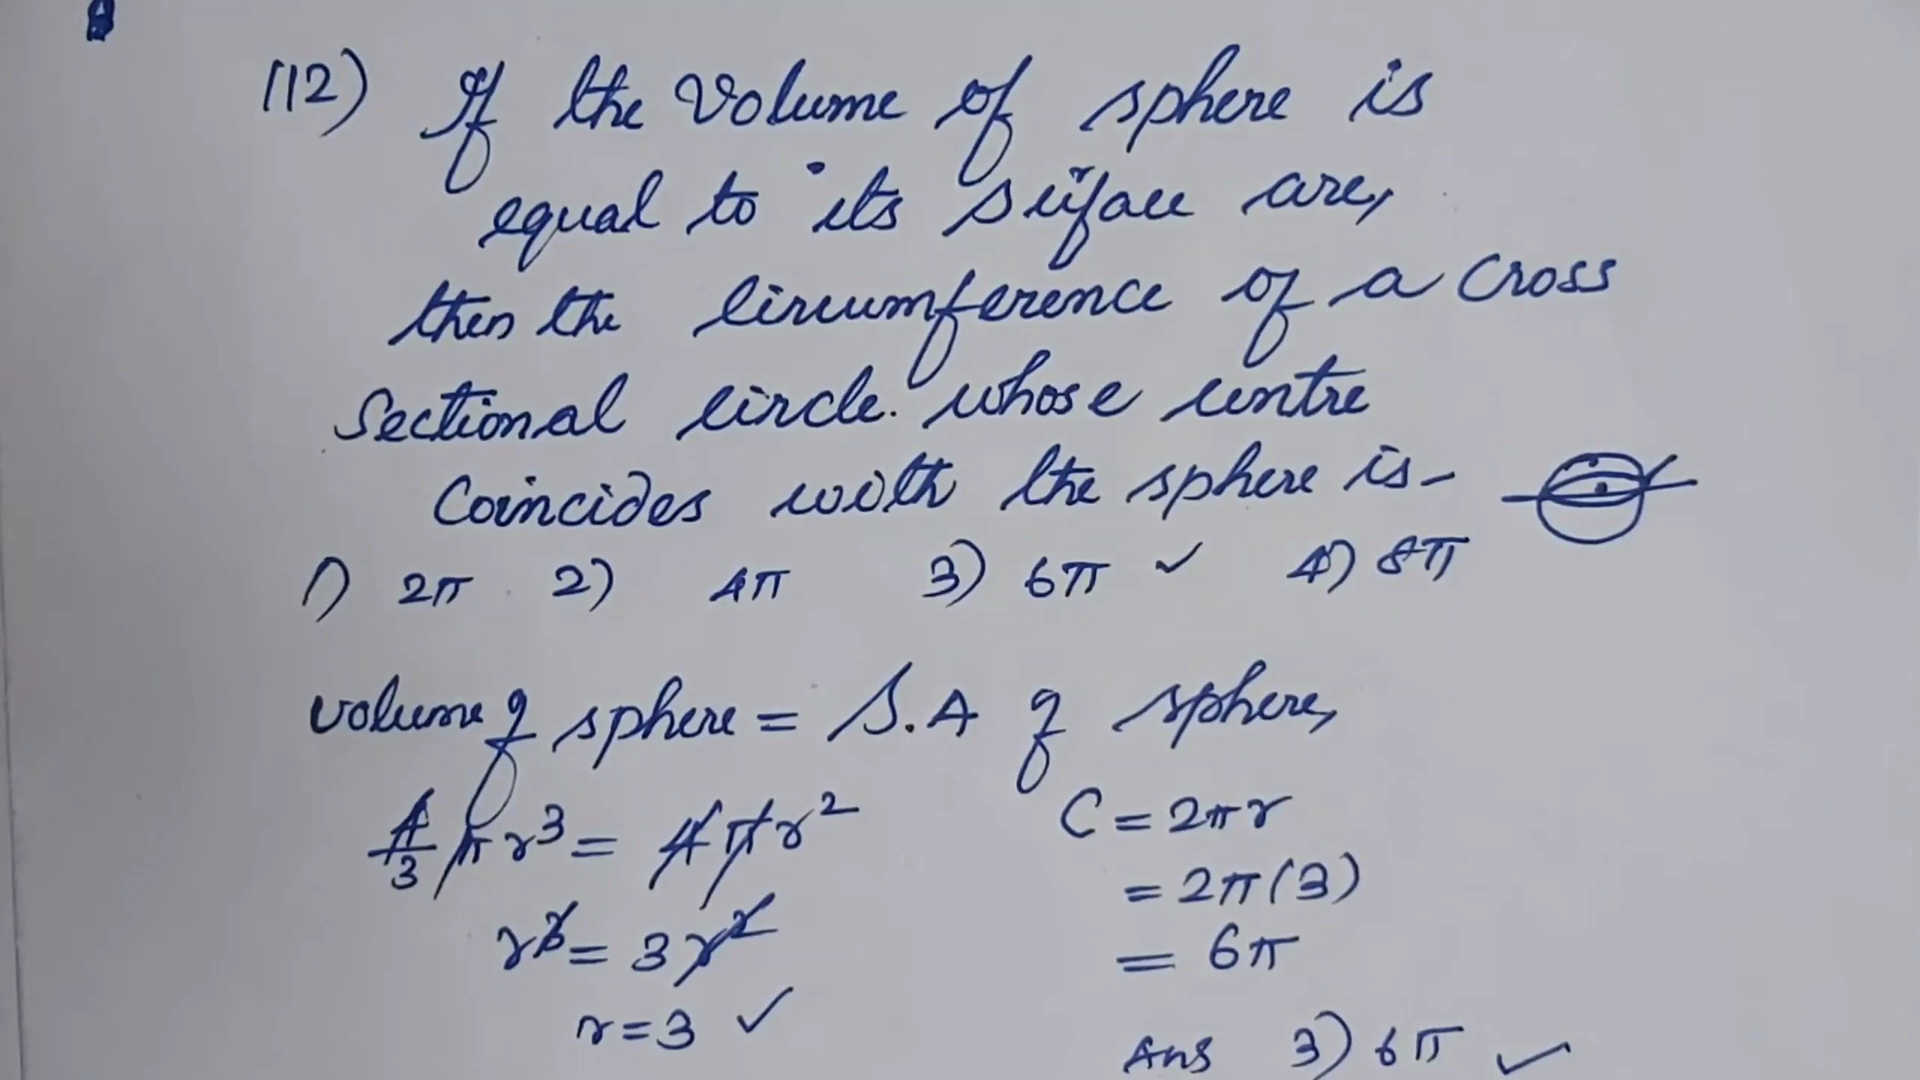 112) If the Volume of sphere is
equal to its surface are,
then the circumference of a cross
Sectional circle. whose centre
Coincides with the sphere is-
1) 2π 2) 4π 3) 6π ✓ 4) 8π
volume of sphere = S.A of sphere,
4/3 πr³ = 4πr²
r³ = 3r²
r = 3 ✓
C = 2πr
= 2π(3)
= 6π
Ans 3) 6π ✓